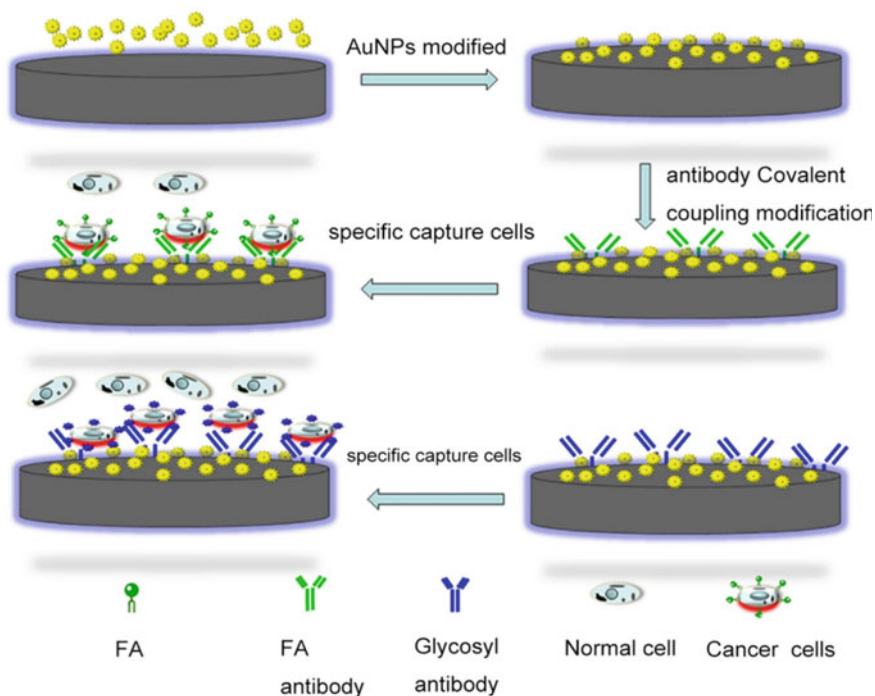 AuNPs modified
antibody Covalent
coupling modification
specific capture cells
specific capture cells
FA
FA
antibody
Glycosyl
antibody
Normal cell
Cancer cells